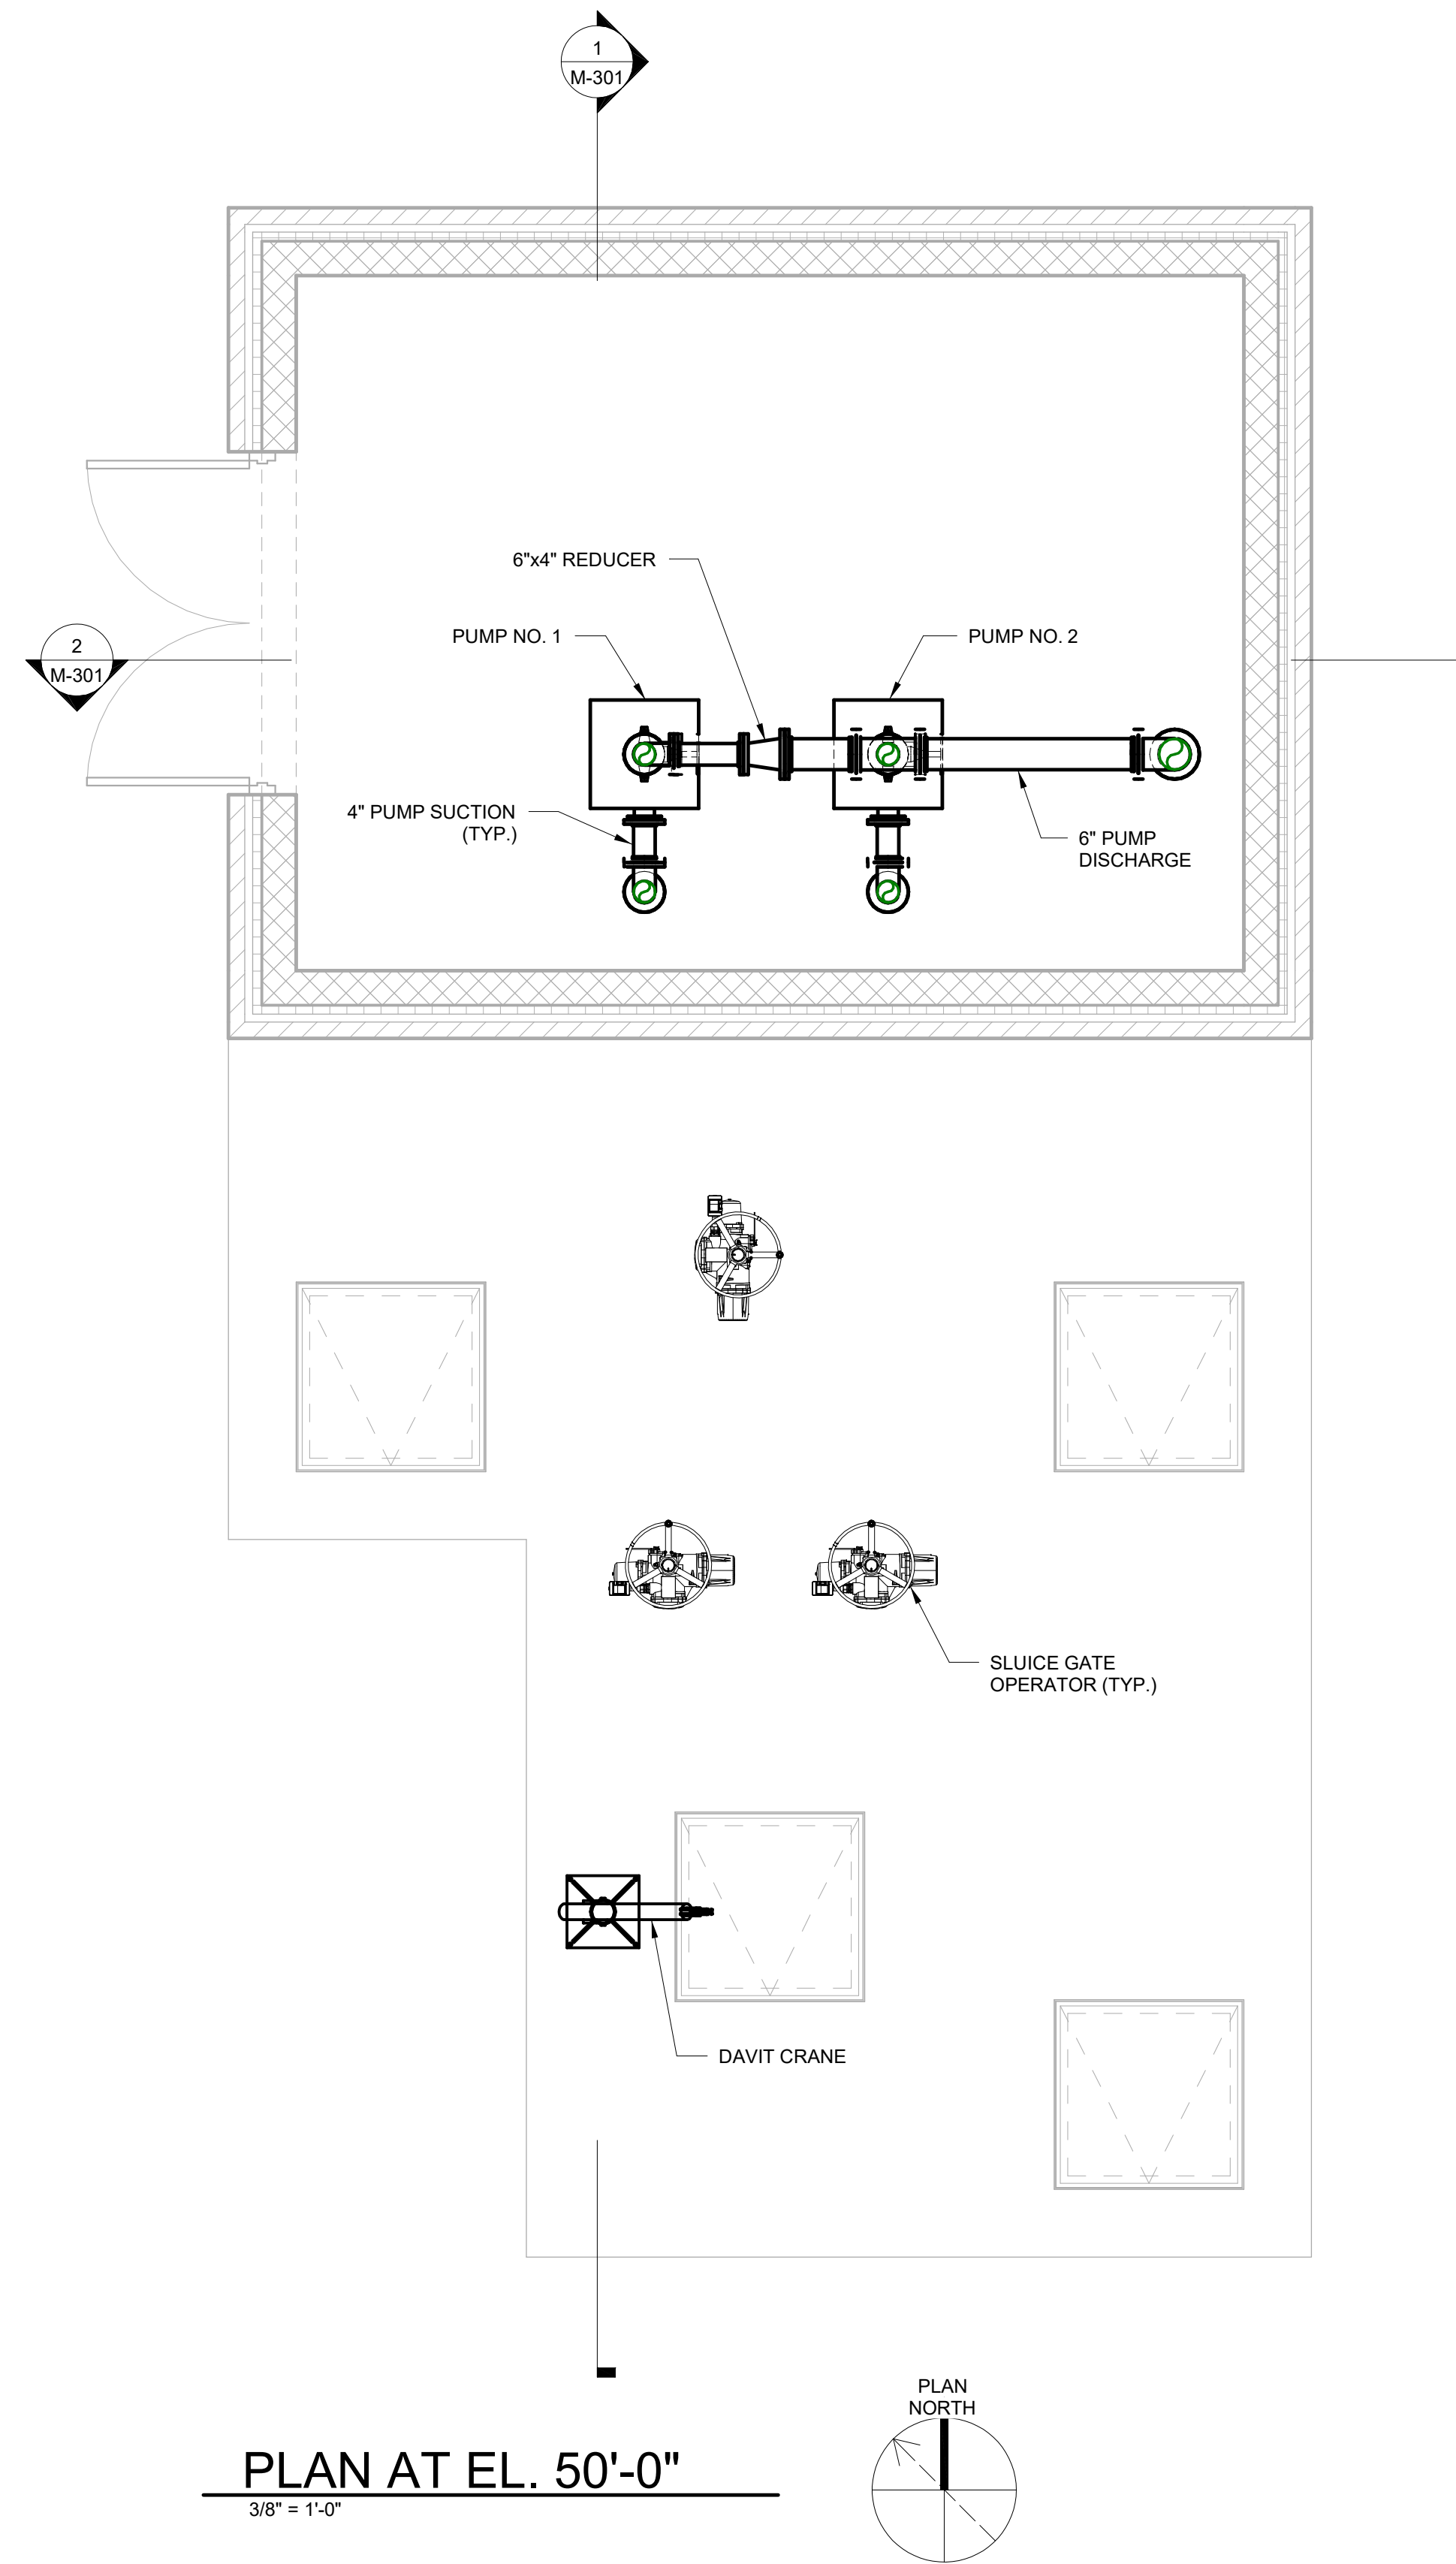 1
M-301
6"x4" REDUCER
PUMP NO. 1
PUMP NO. 2
2
M-301
4" PUMP SUCTION
(TYP.)
6" PUMP
DISCHARGE
SLUICE GATE
OPERATOR (TYP.)
DAVIT CRANE
PLAN
NORTH
PLAN AT EL. 50'-0"
3/8" = 1'-0"